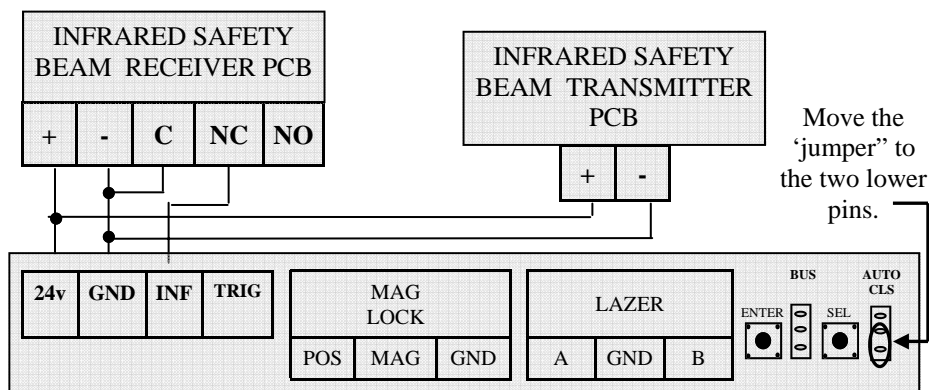 INFRARED SAFETY
BEAM RECEIVER PCB
+ - C NC NO
INFRARED SAFETY
BEAM TRANSMITTER
PCB
+ -
Move the
‘jumper” to
the two lower
pins.
24v GND INF TRIG
MAG
LOCK
POS MAG GND
LAZER
A GND B
ENTER
BUS
SEL
AUTO
CLS